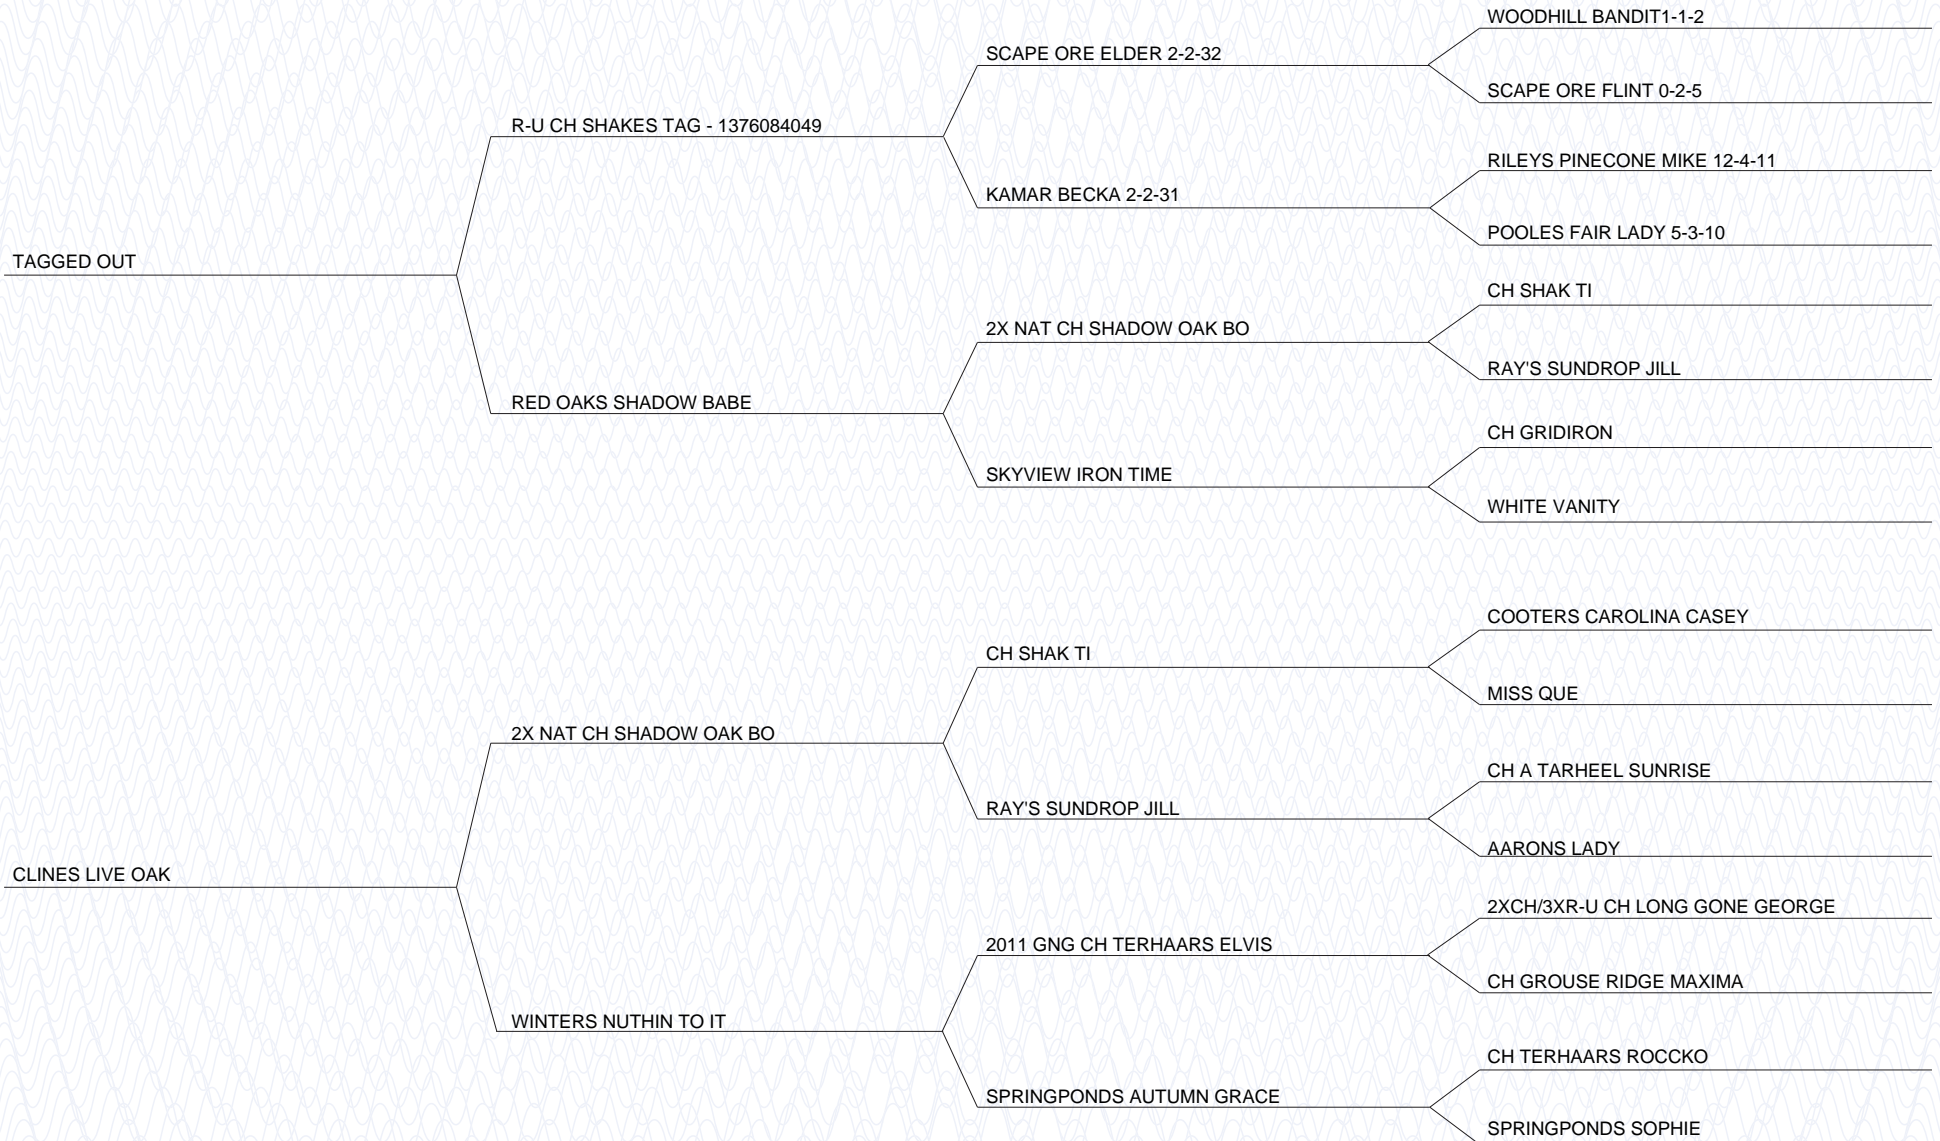 WOODHILL BANDIT1-1-2
SCAPE ORE ELDER 2-2-32
SCAPE ORE FLINT 0-2-5
R-U CH SHAKES TAG - 1376084049
RILEYS PINECONE MIKE 12-4-11
KAMAR BECKA 2-2-31
POOLES FAIR LADY 5-3-10
TAGGED OUT
CH SHAK TI
2X NAT CH SHADOW OAK BO
RAY'S SUNDROP JILL
RED OAKS SHADOW BABE
CH GRIDIRON
SKYVIEW IRON TIME
WHITE VANITY
COOTERS CAROLINA CASEY
CH SHAK TI
MISS QUE
2X NAT CH SHADOW OAK BO
CH A TARHEEL SUNRISE
RAY'S SUNDROP JILL
AARONS LADY
CLINES LIVE OAK
2XCH/3XR-U CH LONG GONE GEORGE
2011 GNG CH TERHAARS ELVIS
CH GROUSE RIDGE MAXIMA
WINTERS NUTHIN TO IT
CH TERHAARS ROCCKO
SPRINGPONDS AUTUMN GRACE
SPRINGPONDS SOPHIE